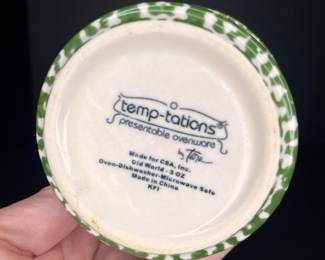 temp-tations®
presentable ovenware
by Tara
Made for CSA, Inc.
Old World - 5 OZ
Oven-Dishwasher-Microwave Safe
Made in China
KFI